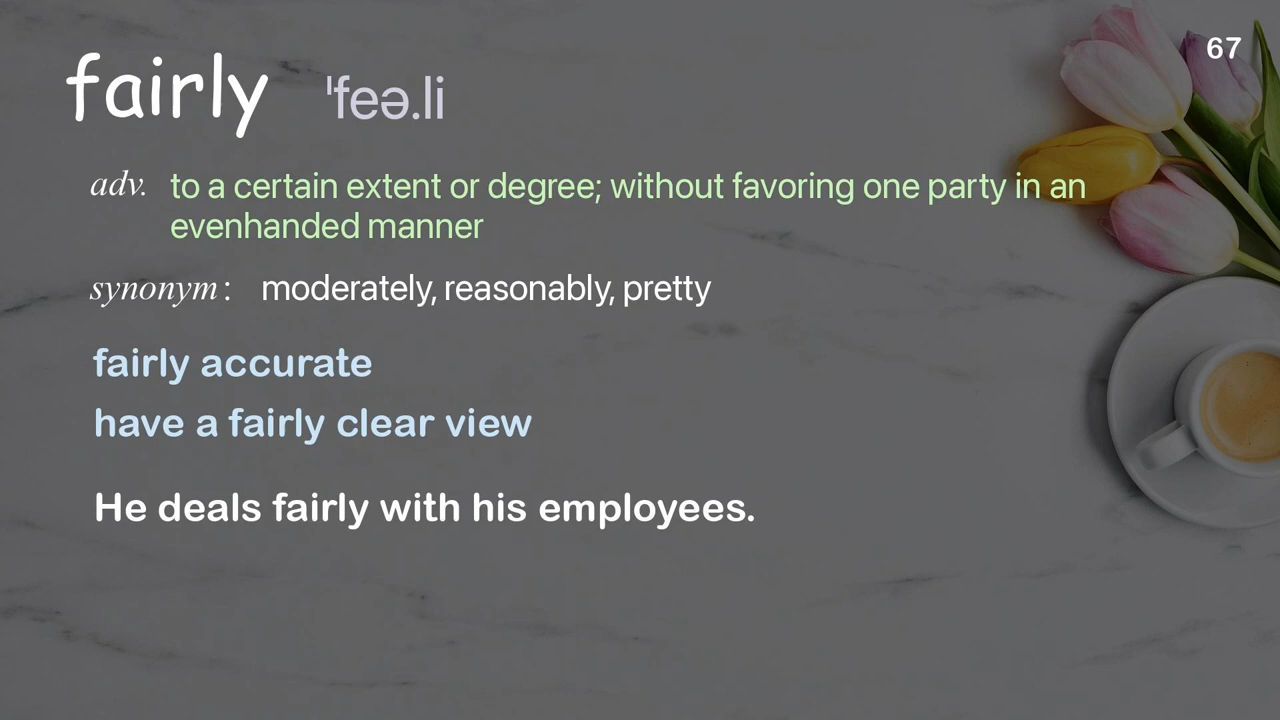 67
fairly ˈfeə.li
adv. to a certain extent or degree; without favoring one party in an
evenhanded manner
synonym: moderately, reasonably, pretty
fairly accurate
have a fairly clear view
He deals fairly with his employees.